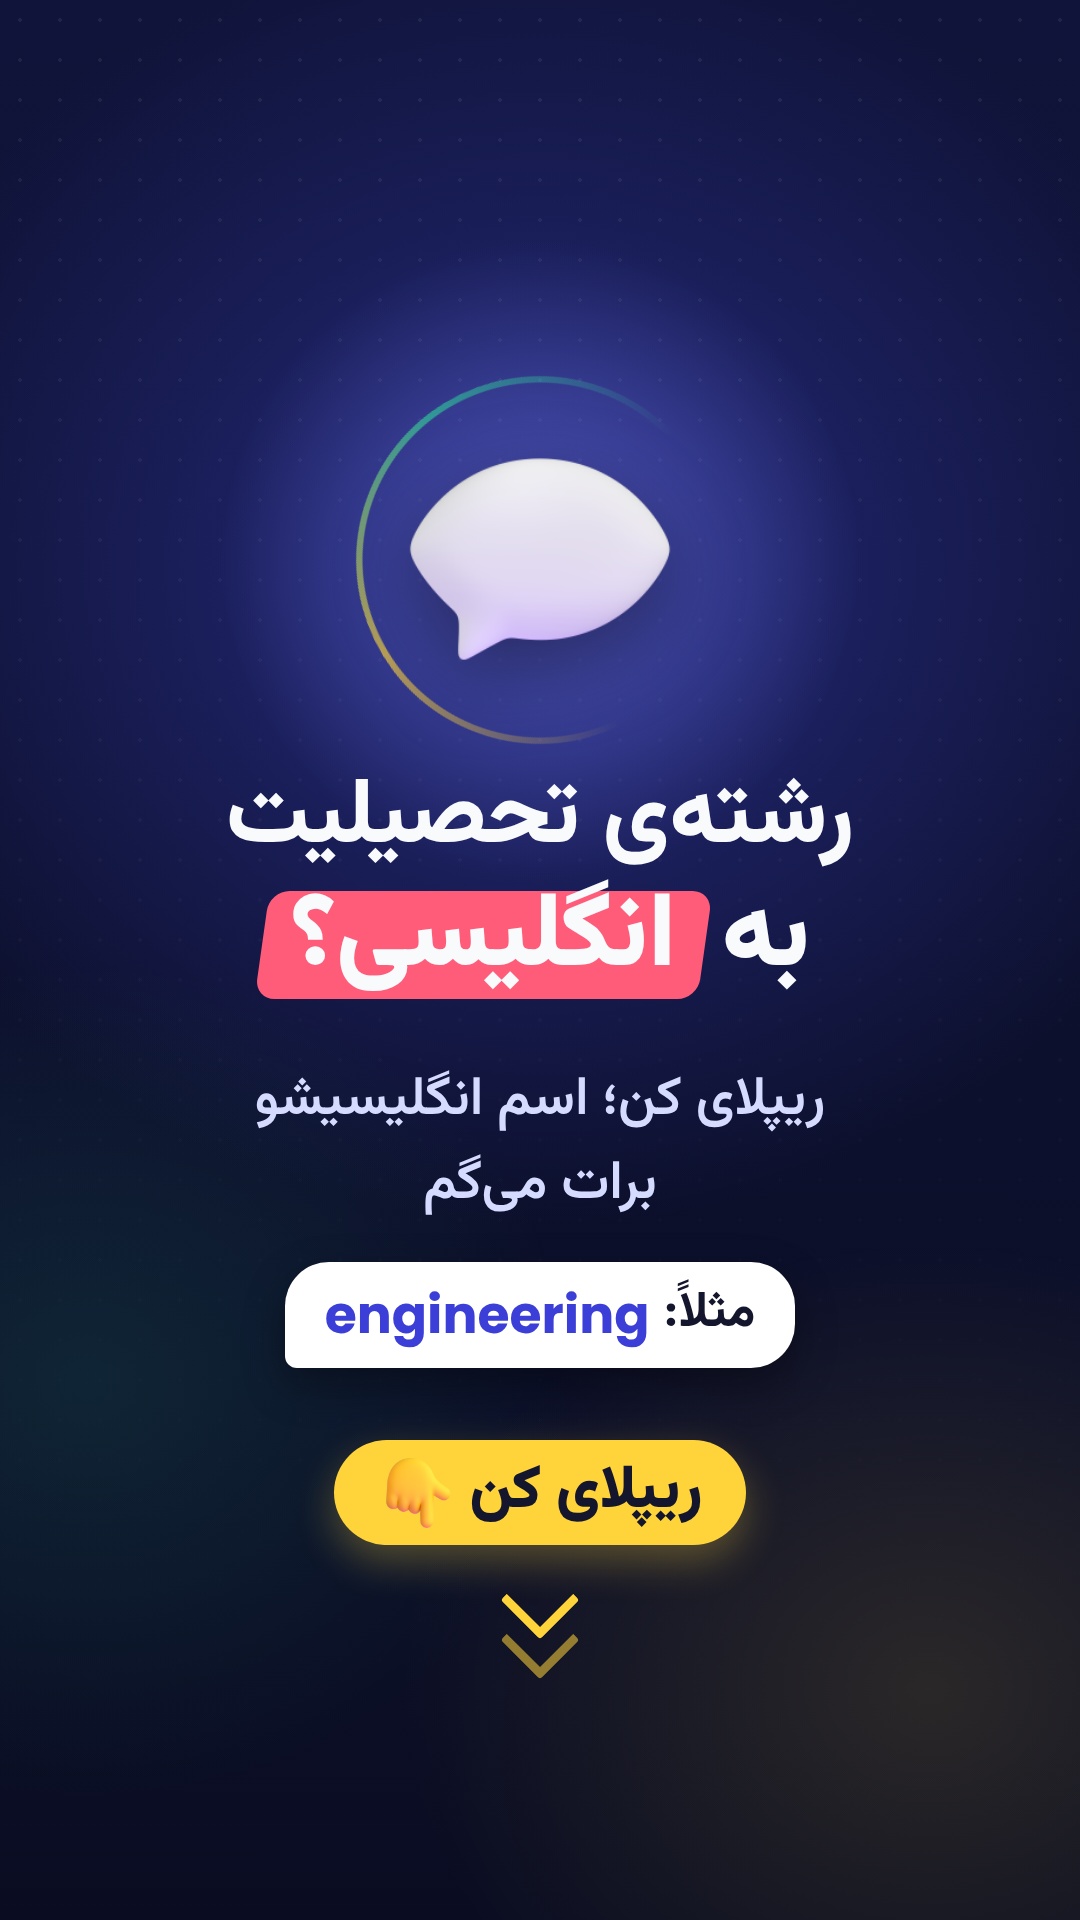 رشته‌ی تحصیلیت
به انگلیسی؟
ریپلای کن؛ اسم انگلیسیشو
برات می‌گم
مثلاً: engineering
ریپلای کن 👇